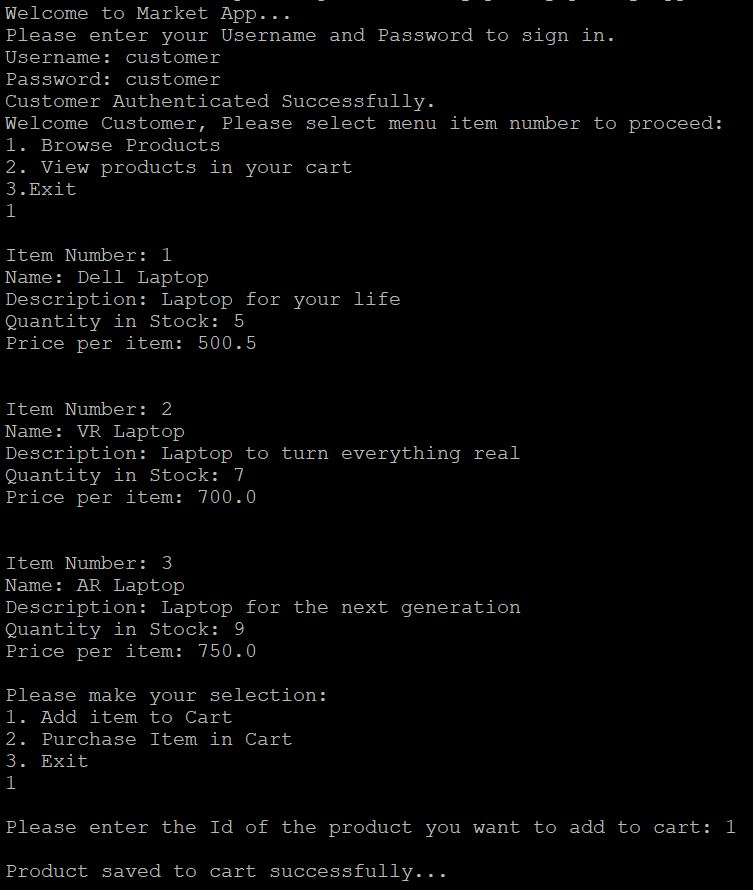 Welcome to Market App...
Please enter your Username and Password to sign in.
Username: customer
Password: customer
Customer Authenticated Successfully.
Welcome Customer, Please select menu item number to proceed:
1. Browse Products
2. View products in your cart
3.Exit
1
Item Number: 1
Name: Dell Laptop
Description: Laptop for your life
Quantity in Stock: 5
Price per item: 500.5
Item Number: 2
Name: VR Laptop
Description: Laptop to turn everything real
Quantity in Stock: 7
Price per item: 700.0
Item Number: 3
Name: AR Laptop
Description: Laptop for the next generation
Quantity in Stock: 9
Price per item: 750.0
Please make your selection:
1. Add item to Cart
2. Purchase Item in Cart
3. Exit
1
Please enter the Id of the product you want to add to cart: 1
Product saved to cart successfully...